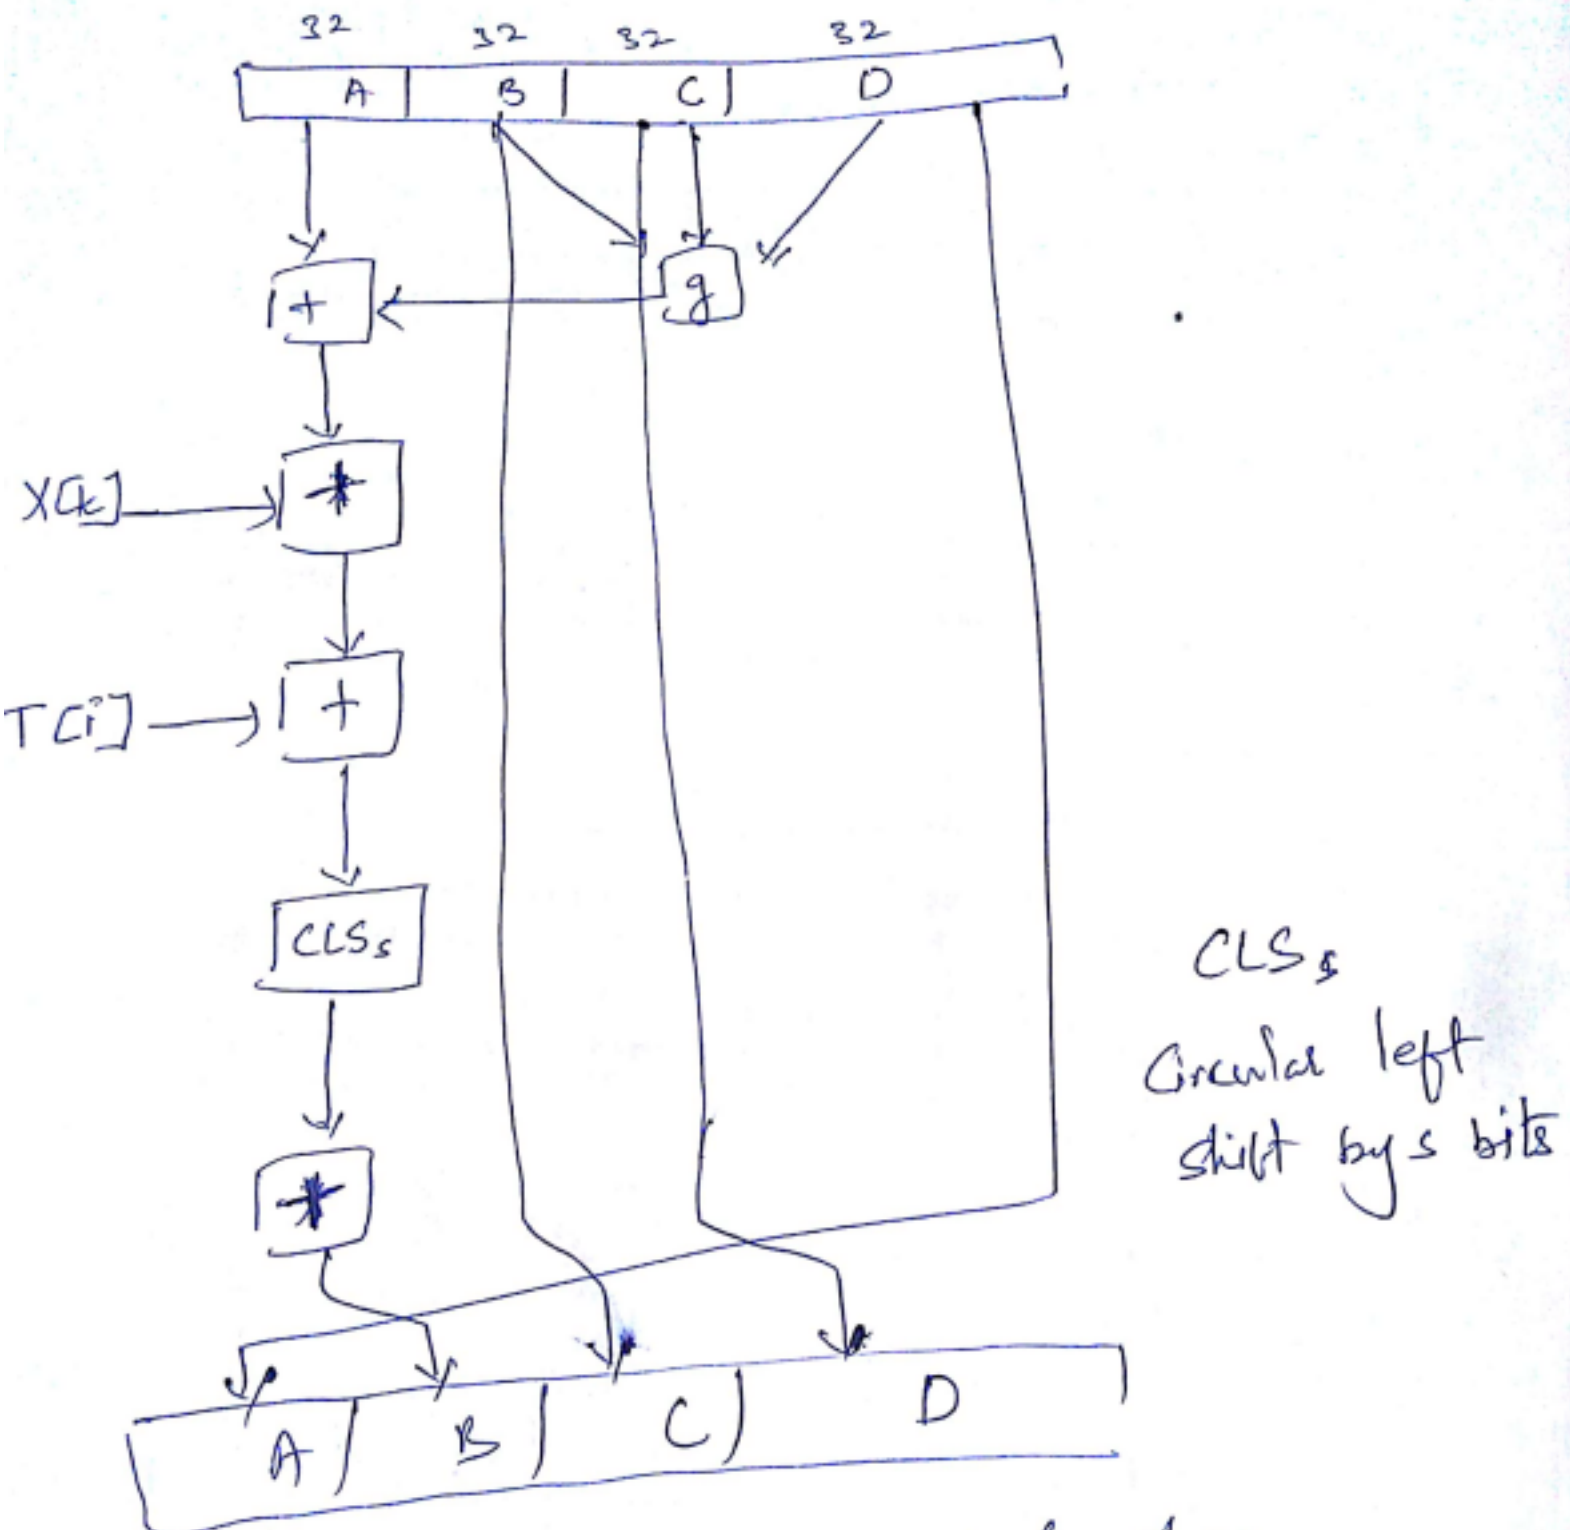 32 32 32 32
A B C D
+ g
X[k] *
T[i] +
CLSs
*
CLSs
Circular left
shift by s bits
A B C D